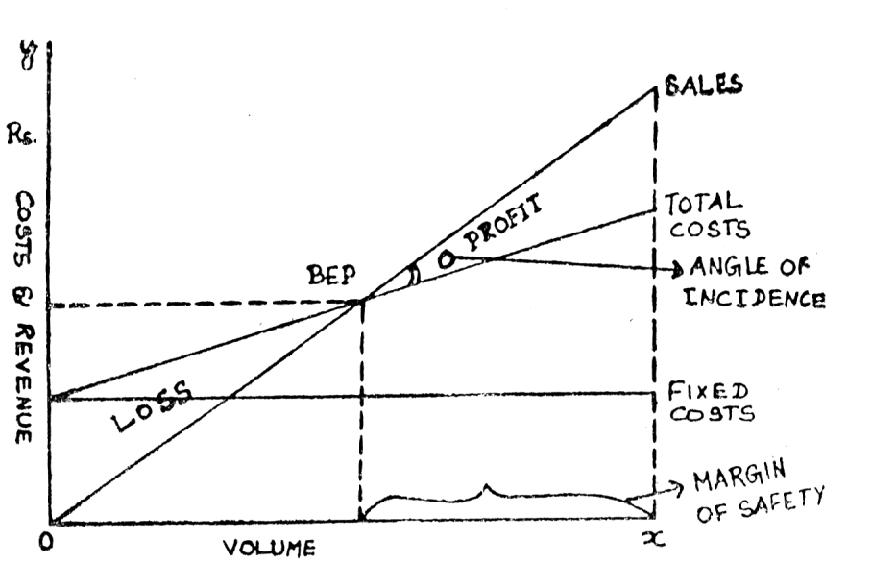 y
Rs.
COSTS & REVENUE
SALES
TOTAL
COSTS
PROFIT
BEP
ANGLE OF
INCIDENCE
LOSS
FIXED
COSTS
MARGIN
OF SAFETY
O
VOLUME
x